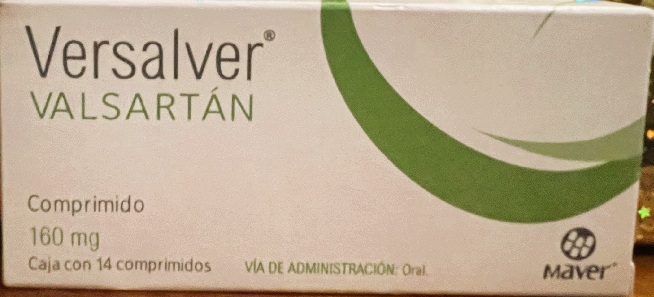 Versalver®
VALSARTÁN
Comprimido
160 mg
Caja con 14 comprimidos
VÍA DE ADMINISTRACIÓN: Oral.
Maver